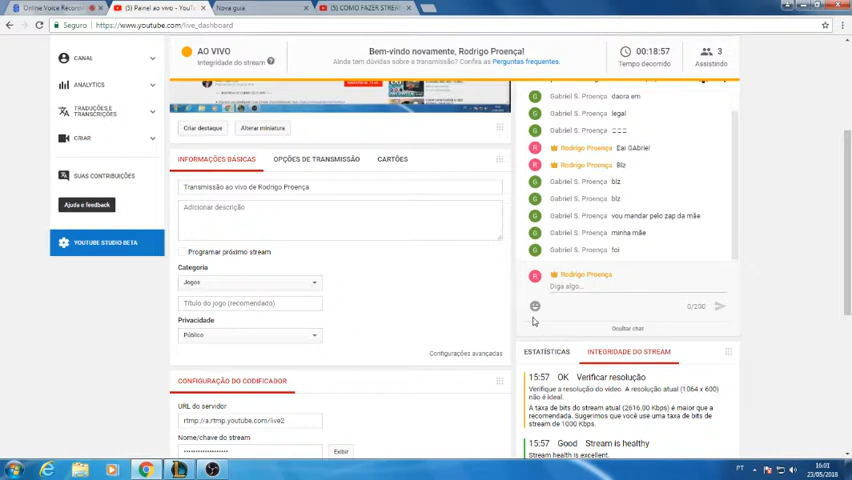 Online Voice Recorder
(5) Painel ao vivo - YouTu
Nova guia
(5) COMO FAZER STREAM
Seguro
https://www.youtube.com/live_dashboard
CANAL
ANALYTICS
TRADUÇÕES E
TRANSCRIÇÕES
CRIAR
SUAS CONTRIBUIÇÕES
Ajuda e feedback
YOUTUBE STUDIO BETA
AO VIVO
Integridade do stream
Bem-vindo novamente, Rodrigo Proença!
Ainda tem dúvidas sobre a transmissão? Confira as Perguntas frequentes.
00:18:57
Tempo decorrido
3
Assistindo
Criar destaque
Alterar miniatura
INFORMAÇÕES BÁSICAS
OPÇÕES DE TRANSMISSÃO
CARTÕES
Transmissão ao vivo de Rodrigo Proença
Adicionar descrição
Programar próximo stream
Categoria
Jogos
Título do jogo (recomendado)
Privacidade
Público
Configurações avançadas
CONFIGURAÇÃO DO CODIFICADOR
URL do servidor
rtmp://a.rtmp.youtube.com/live2
Nome/chave do stream
Exibir
G Gabriel S. Proença daora em
G Gabriel S. Proença legal
G Gabriel S. Proença
R Rodrigo Proença Eai GAbriel
R Rodrigo Proença Blz
G Gabriel S. Proença blz
G Gabriel S. Proença blz
G Gabriel S. Proença vou mandar pelo zap da mãe
G Gabriel S. Proença minha mãe
G Gabriel S. Proença foi
R Rodrigo Proença
Diga algo...
0/200
Ocultar chat
ESTATÍSTICAS
INTEGRIDADE DO STREAM
15:57 OK Verificar resolução
Verifique a resolução do vídeo. A resolução atual (1064 x 600)
não é ideal.
A taxa de bits do stream atual (2616.00 Kbps) é maior que a
recomendada. Sugerimos que você use uma taxa de bits de
stream de 1000 Kbps.
15:57 Good Stream is healthy
Stream health is excellent.
PT
16:01
23/05/2018